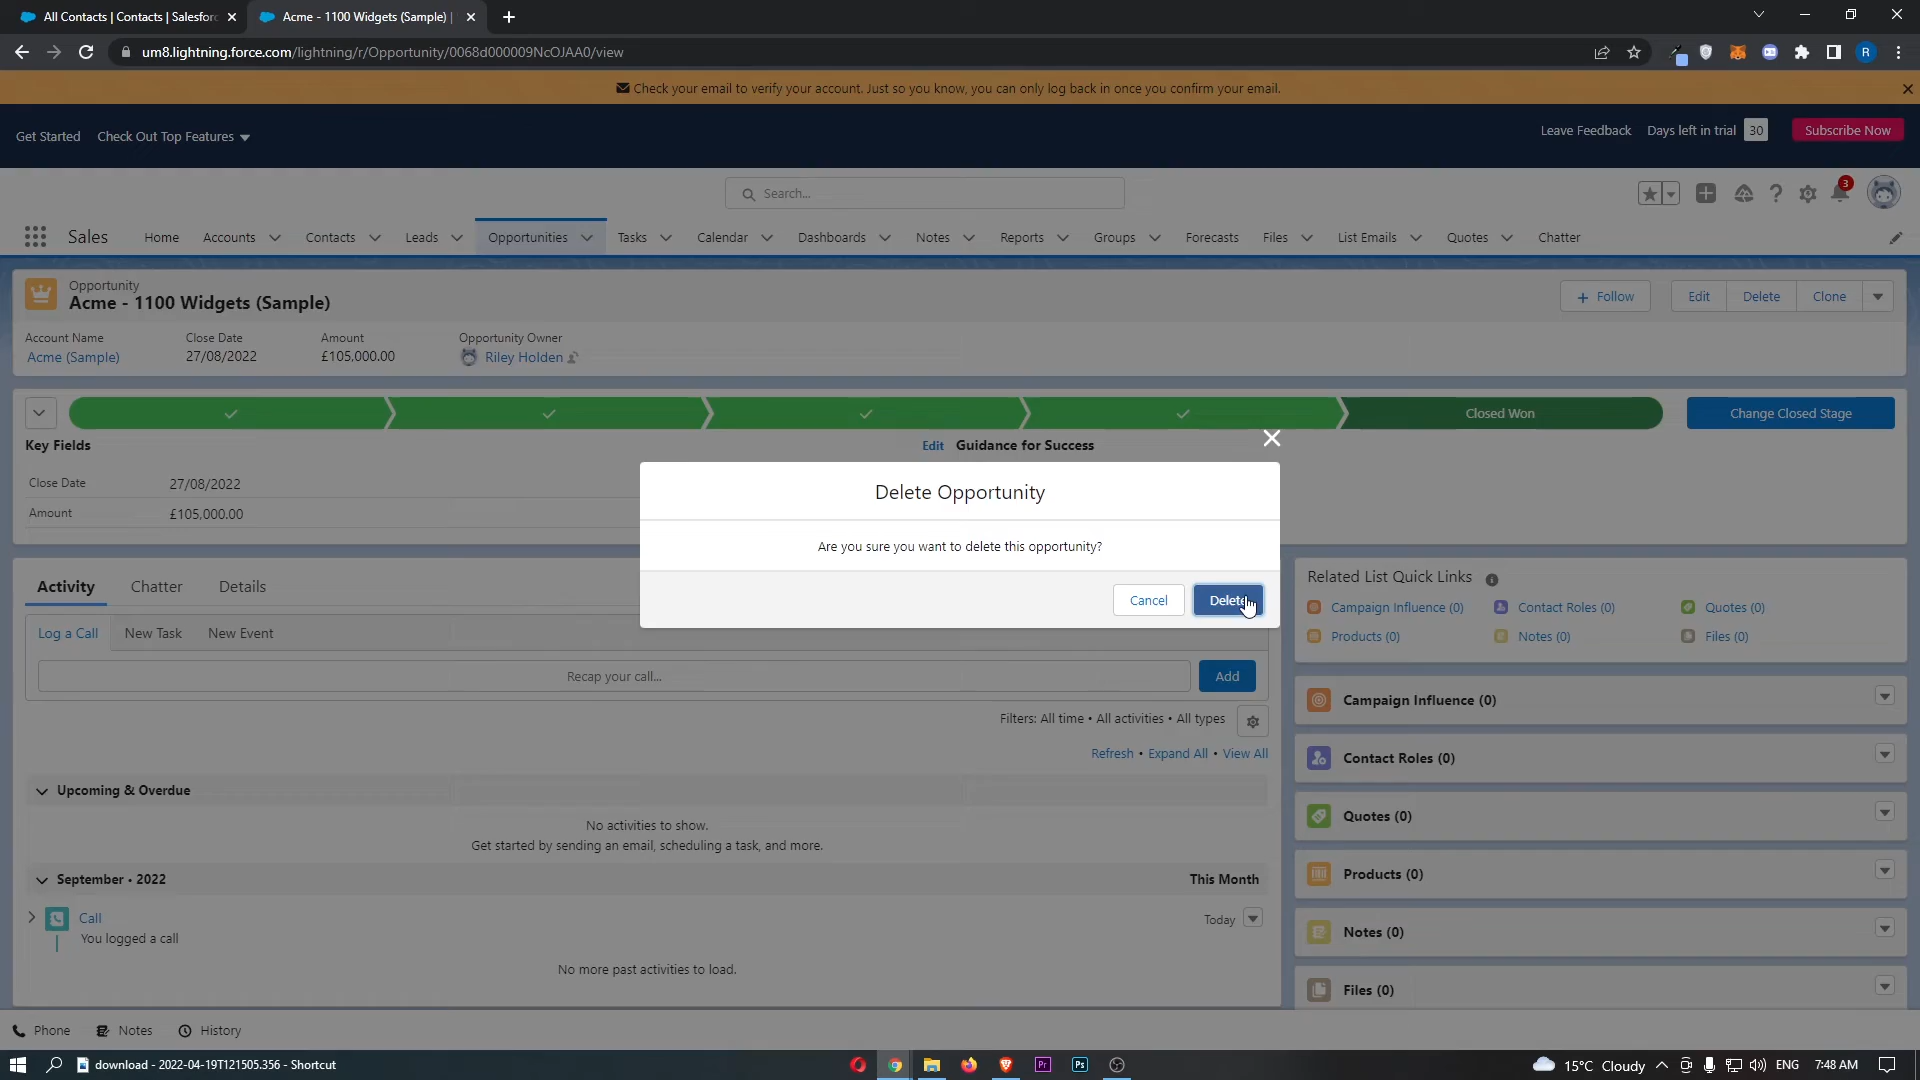 All Contacts | Contacts | Salesforc
Acme - 1100 Widgets (Sample) |
um8.lightning.force.com/lightning/r/Opportunity/0068d000009NcOJAA0/view
R
Check your email to verify your account. Just so you know, you can only log back in once you confirm your email.
Get Started
Check Out Top Features
Leave Feedback
Days left in trial
30
Subscribe Now
Search...
3
Sales
Home
Accounts
Contacts
Leads
Opportunities
Tasks
Calendar
Dashboards
Notes
Reports
Groups
Forecasts
Files
List Emails
Quotes
Chatter
Opportunity
Acme - 1100 Widgets (Sample)
+ Follow
Edit
Delete
Clone
Account Name
Close Date
Amount
Opportunity Owner
Acme (Sample)
27/08/2022
£105,000.00
Riley Holden
Closed Won
Change Closed Stage
Key Fields
Edit
Guidance for Success
Close Date
27/08/2022
Amount
£105,000.00
Delete Opportunity
Are you sure you want to delete this opportunity?
Cancel
Delete
Activity
Chatter
Details
Log a Call
New Task
New Event
Recap your call...
Add
Filters: All time • All activities • All types
Refresh • Expand All • View All
Upcoming & Overdue
No activities to show.
Get started by sending an email, scheduling a task, and more.
September • 2022
This Month
Call
Today
You logged a call
No more past activities to load.
Related List Quick Links
Campaign Influence (0)
Contact Roles (0)
Quotes (0)
Products (0)
Notes (0)
Files (0)
Campaign Influence (0)
Contact Roles (0)
Quotes (0)
Products (0)
Notes (0)
Files (0)
Phone
Notes
History
download - 2022-04-19T121505.356 - Shortcut
Pr
Ps
15°C Cloudy
ENG
7:48 AM